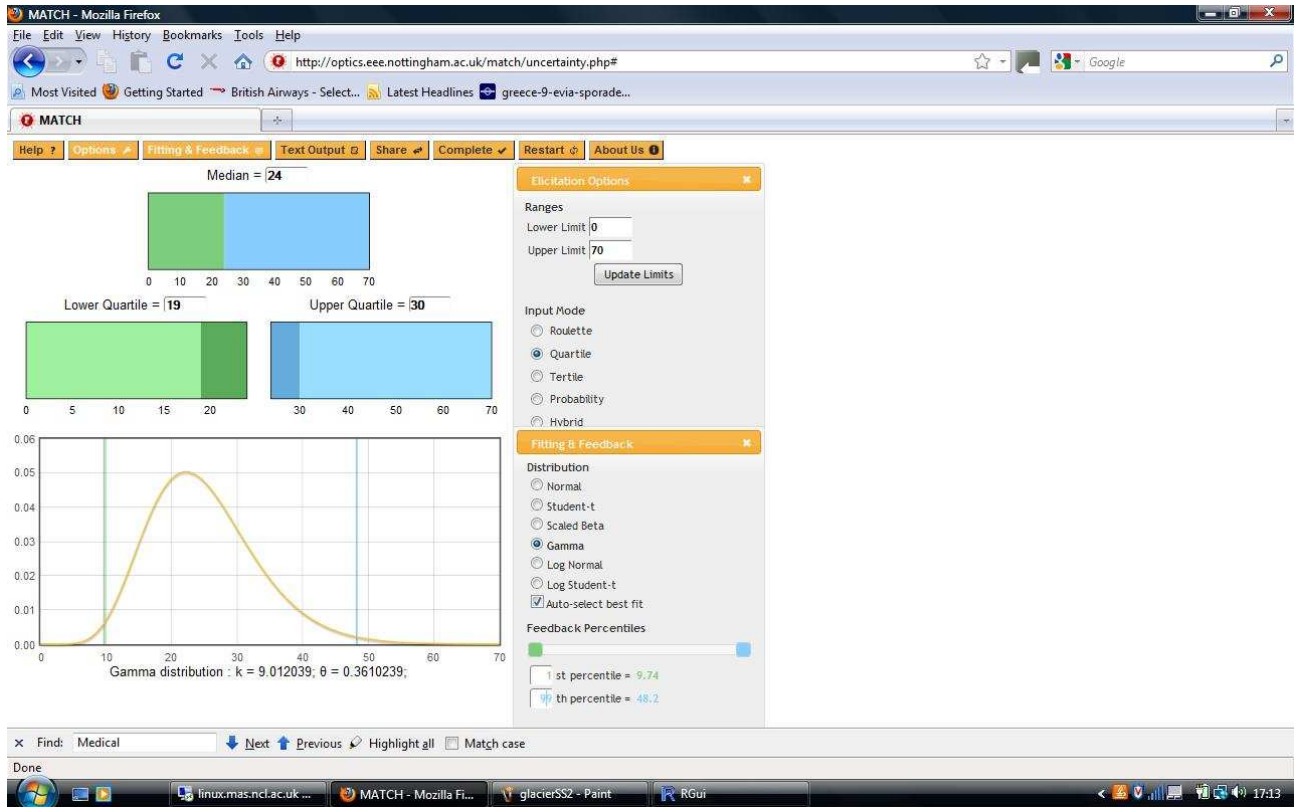 MATCH - Mozilla Firefox
File Edit View History Bookmarks Tools Help
http://optics.eee.nottingham.ac.uk/match/uncertainty.php#
Google
Most Visited Getting Started British Airways - Select... Latest Headlines greece-9-evia-sporade...
MATCH
Help ? Options Fitting & Feedback Text Output Share Complete Restart About Us
Median = 24
0 10 20 30 40 50 60 70
Lower Quartile = 19 Upper Quartile = 30
0 5 10 15 20
30 40 50 60 70
0.06
0.05
0.04
0.03
0.02
0.01
0.00
0 10 20 30 40 50 60 70
Gamma distribution : k = 9.012039; θ = 0.3610239;
Elicitation Options
Ranges
Lower Limit 0
Upper Limit 70
Update Limits
Input Mode
Roulette
Quartile
Tertile
Probability
Hybrid
Fitting & Feedback
Distribution
Normal
Student-t
Scaled Beta
Gamma
Log Normal
Log Student-t
Auto-select best fit
Feedback Percentiles
1 st percentile = 9.74
99 th percentile = 48.2
x Find: Medical Next Previous Highlight all Match case
Done
linux.mas.ncl.ac.uk ... MATCH - Mozilla Fi... glacierSS2 - Paint RGui 17:13